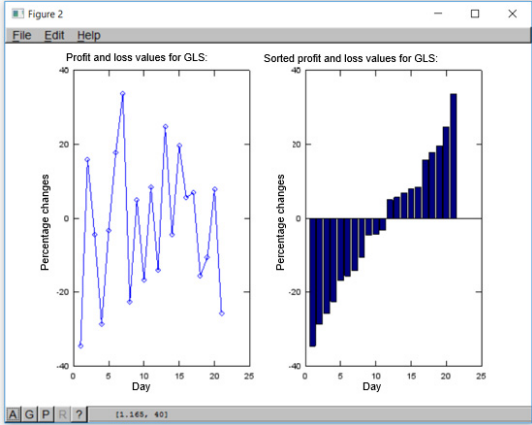 Figure 2
File Edit Help
Profit and loss values for GLS:
Sorted profit and loss values for GLS:
40
20
0
-20
-40
Percentage changes
0 5 10 15 20 25
Day
40
20
0
-20
-40
Percentage changes
0 5 10 15 20 25
Day
A G P R ? [1.165, 40]